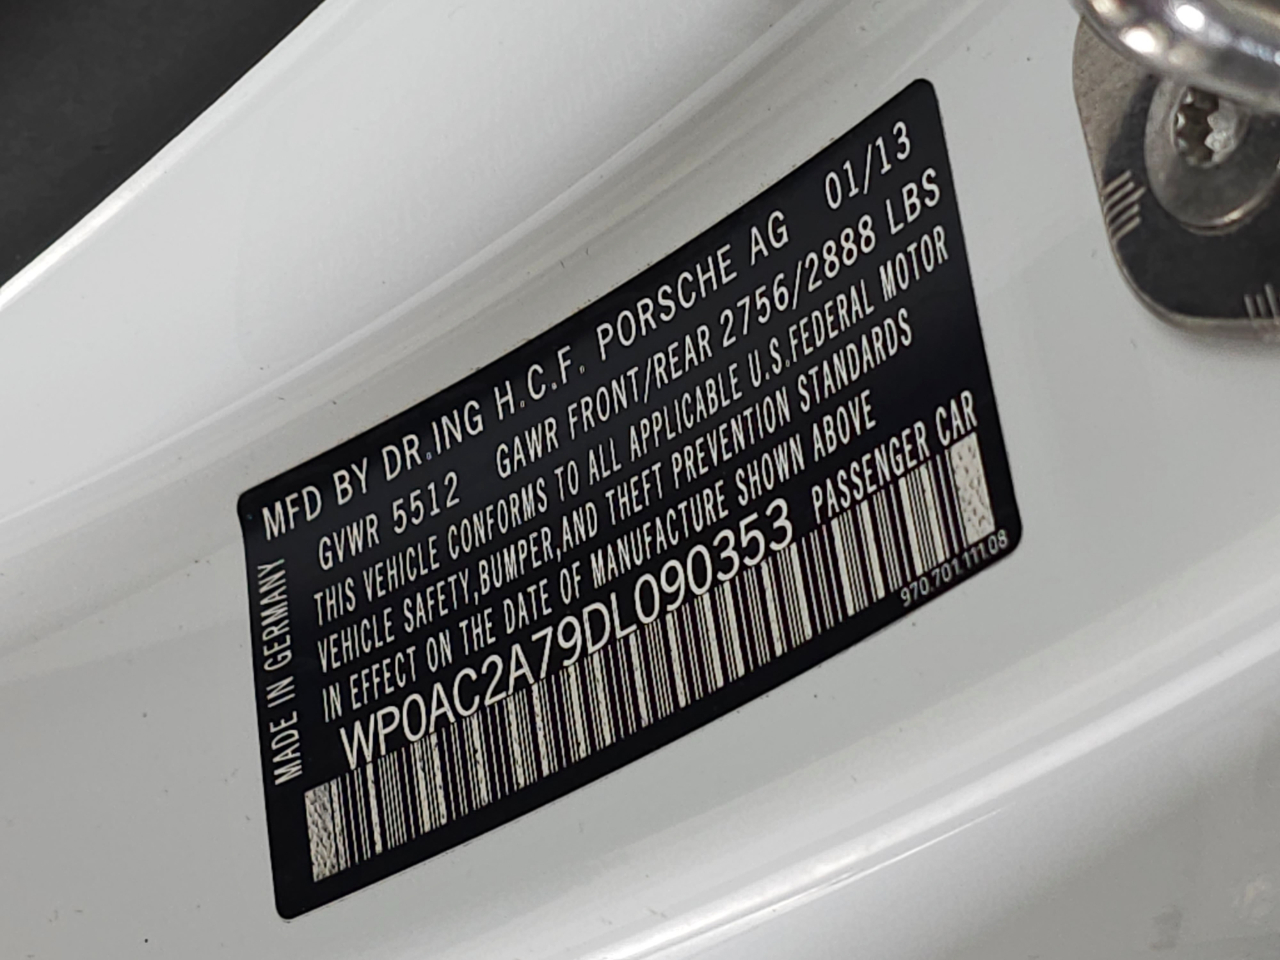 MFD BY DR.ING H.C.F. PORSCHE AG 01/13
GVWR 5512 GAWR FRONT/REAR 2756/2888 LBS
THIS VEHICLE CONFORMS TO ALL APPLICABLE U.S.FEDERAL MOTOR
VEHICLE SAFETY,BUMPER,AND THEFT PREVENTION STANDARDS
IN EFFECT ON THE DATE OF MANUFACTURE SHOWN ABOVE
WP0AC2A79DL090353 PASSENGER CAR
MADE IN GERMANY
970.701.111.08